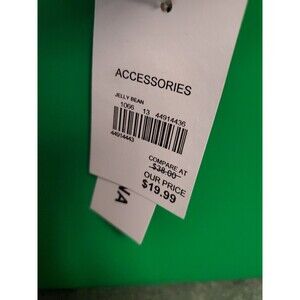 ACCESSORIES
JELLY BEAN
1066 13 44914436
44914443
COMPARE AT
$38.00
OUR PRICE
$19.99